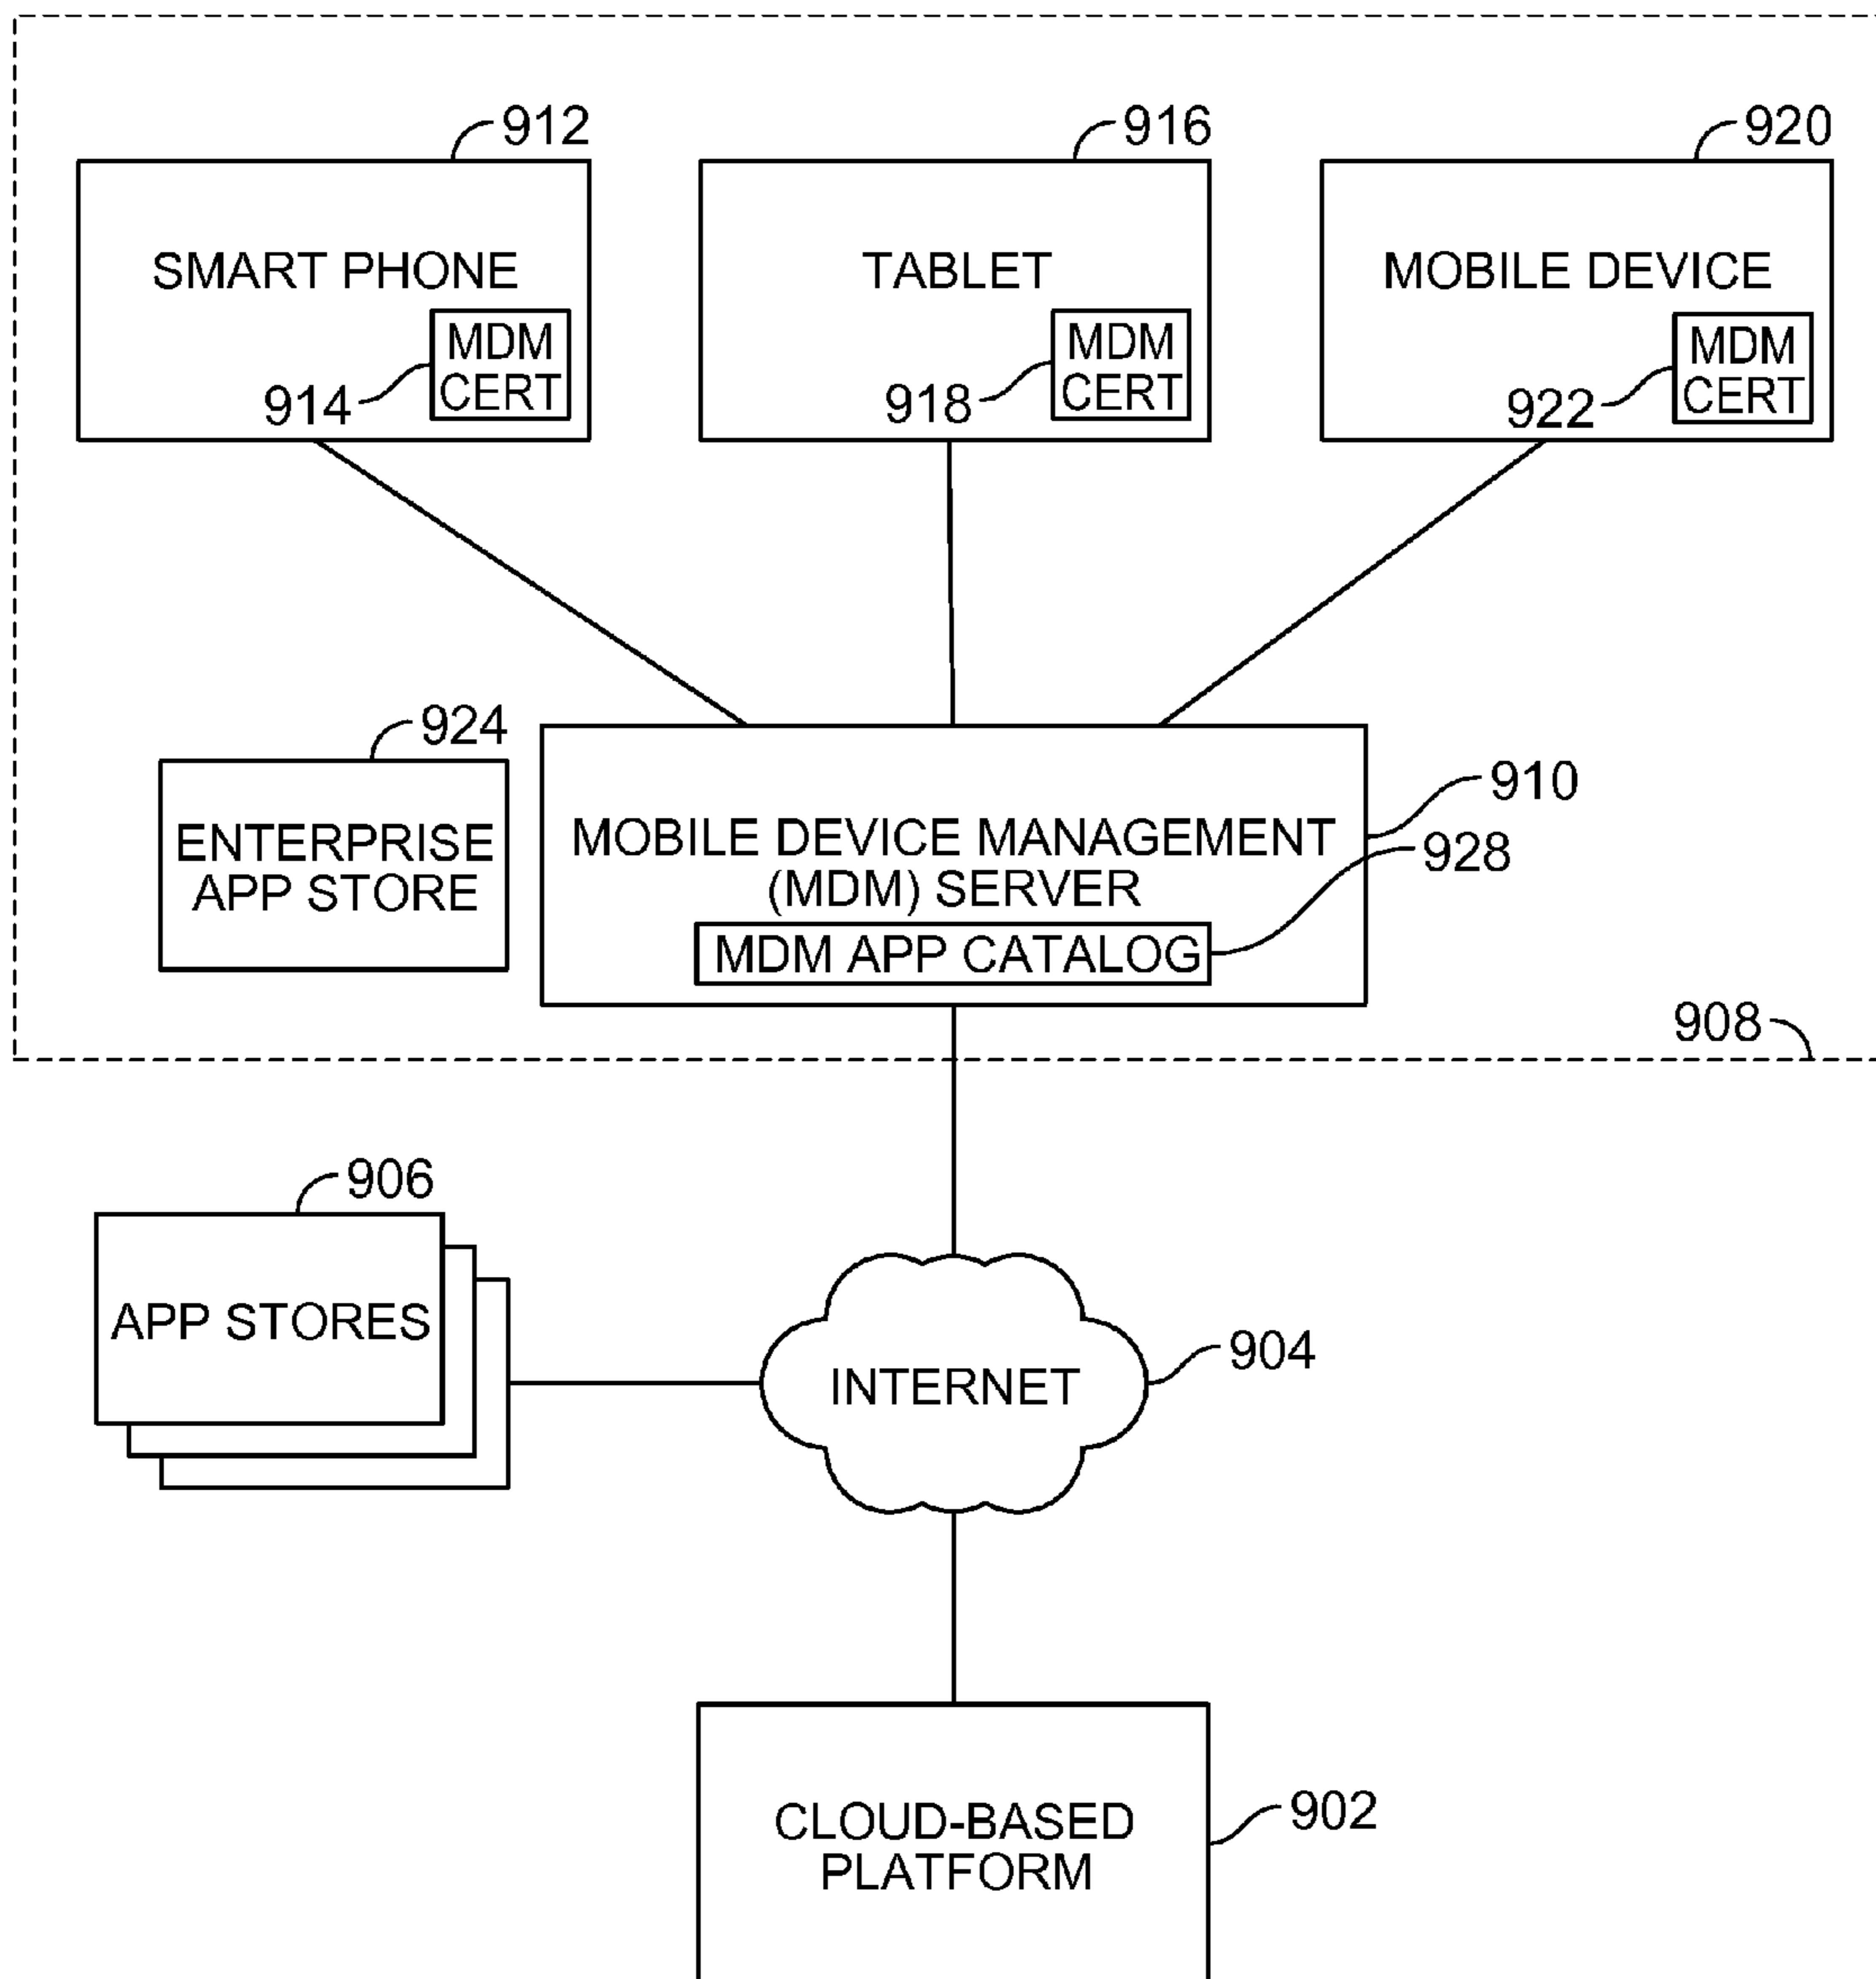 912
916
920
SMART PHONE
TABLET
MOBILE DEVICE
MDM
CERT
914
MDM
CERT
918
MDM
CERT
922
924
ENTERPRISE
APP STORE
910
MOBILE DEVICE MANAGEMENT
(MDM) SERVER
928
MDM APP CATALOG
908
906
APP STORES
904
INTERNET
902
CLOUD-BASED
PLATFORM